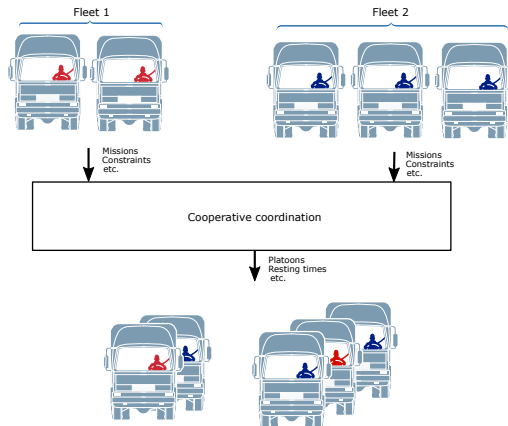 Fleet 1
Fleet 2
Missions
Constraints
etc.
Missions
Constraints
etc.
Cooperative coordination
Platoons
Resting times
etc.